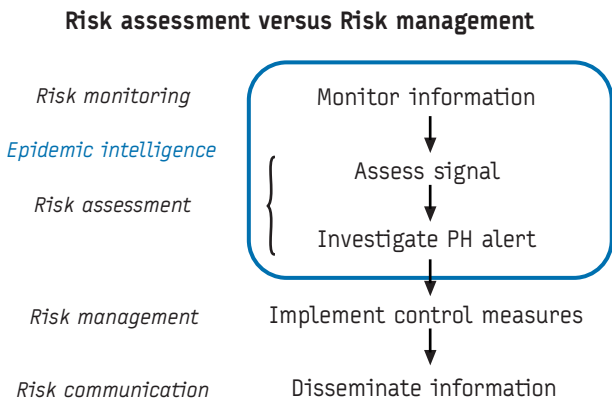 Risk assessment versus Risk management
Risk monitoring
Monitor information
Epidemic intelligence
Assess signal
Risk assessment
Investigate PH alert
Risk management
Implement control measures
Risk communication
Disseminate information